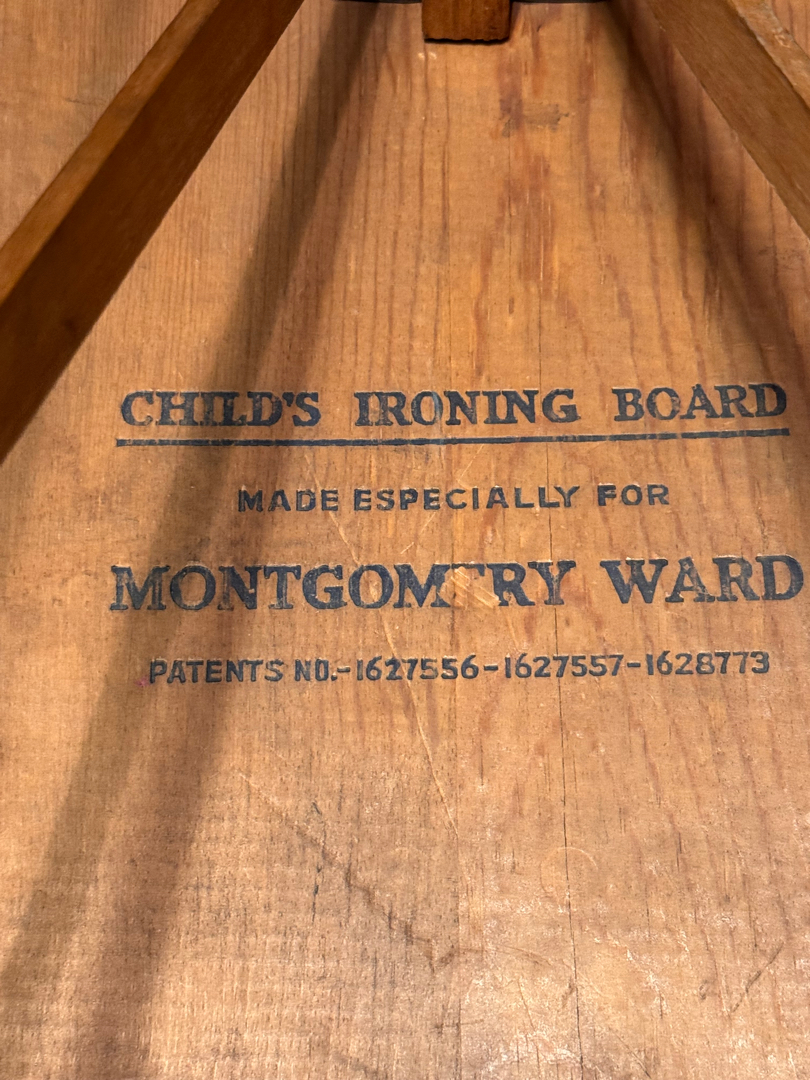 CHILD'S IRONING BOARD
MADE ESPECIALLY FOR
MONTGOMERY WARD
PATENTS NO.-1627556-1627557-1628773